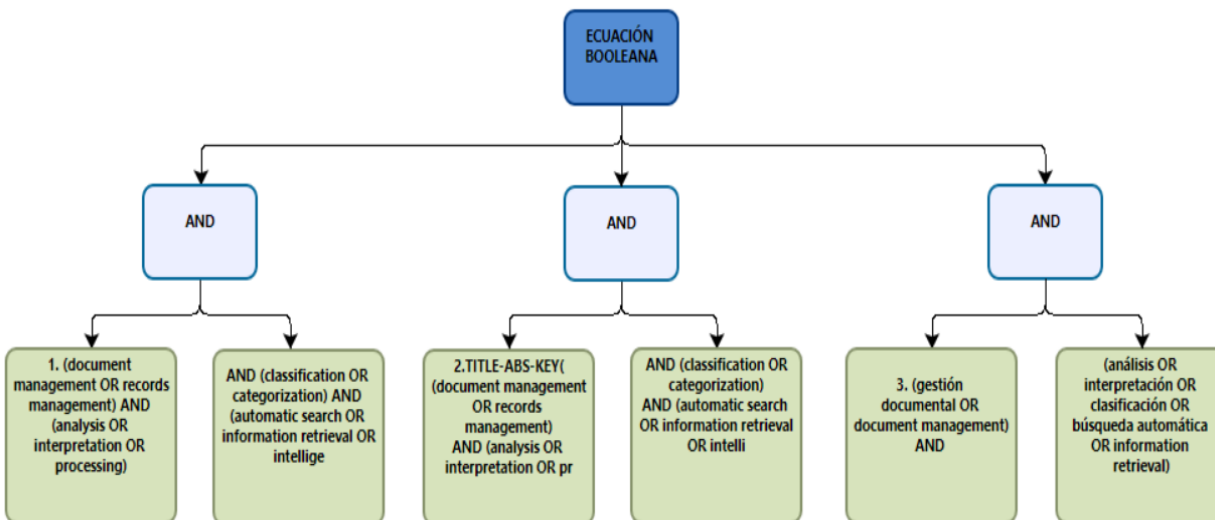 ECUACIÓN
BOOLEANA
AND
AND
AND
1. (document
management OR records
management) AND
(analysis OR
interpretation OR
processing)
AND (classification OR
categorization) AND
(automatic search OR
information retrieval OR
intellige
2.TITLE-ABS-KEY(
(document management
OR records
management)
AND (analysis OR
interpretation OR pr
AND (classification OR
categorization)
AND (automatic search
OR information retrieval
OR intelli
3. (gestión
documental OR
document management)
AND
(análisis OR
interpretación OR
clasificación OR
búsqueda automática
OR information
retrieval)